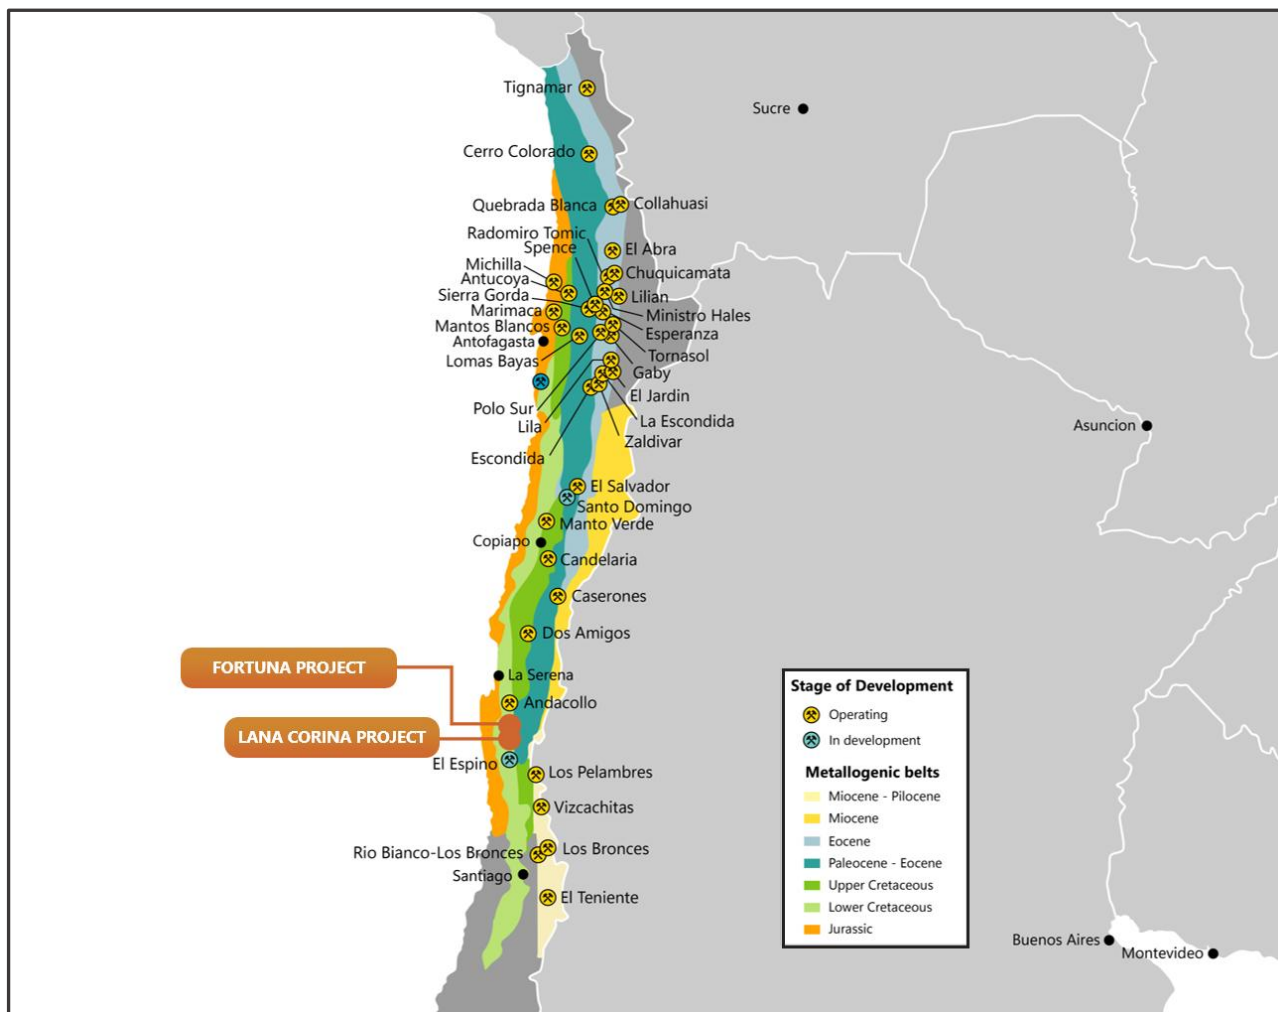 Tignamar
Sucre
Cerro Colorado
Quebrada Blanca
Collahuasi
Radomiro Tomic
Spence
El Abra
Michilla
Chuquicamata
Antucoya
Sierra Gorda
Lilian
Marimaca
Ministro Hales
Mantos Blancos
Esperanza
Antofagasta
Tornasol
Lomas Bayas
Gaby
El Jardin
Polo Sur
La Escondida
Lila
Zaldivar
Asuncion
Escondida
El Salvador
Santo Domingo
Manto Verde
Copiapo
Candelaria
Caserones
Dos Amigos
FORTUNA PROJECT
La Serena
Andacollo
LANA CORINA PROJECT
El Espino
Los Pelambres
Vizcachitas
Rio Bianco-Los Bronces
Los Bronces
Santiago
El Teniente
Stage of Development
Operating
In development
Metallogenic belts
Miocene - Pilocene
Miocene
Eocene
Paleocene - Eocene
Upper Cretaceous
Lower Cretaceous
Jurassic
Buenos Aires
Montevideo